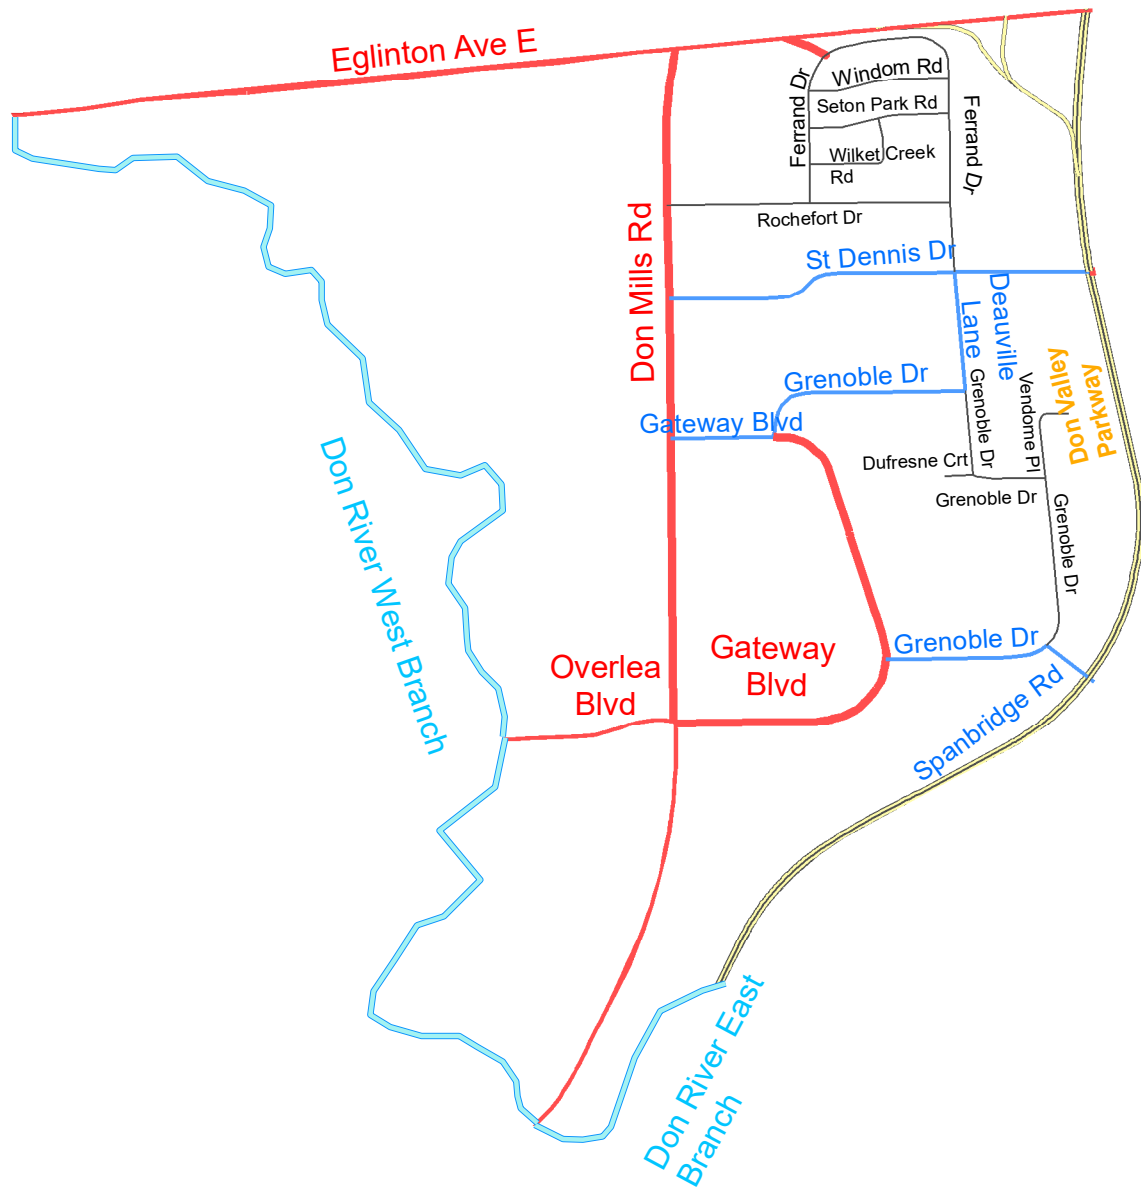 Eglinton Ave E
Windom Rd
Ferrand Dr
Seton Park Rd
Ferrand Dr
Wilket Creek
Rd
Rochefort Dr
Don Mills Rd
St Dennis Dr
Deauville
Lane
Grenoble Dr
Gateway Blvd
Grenoble Dr
Vendome Pl
Don Valley
Parkway
Dufresne Crt
Grenoble Dr
Grenoble Dr
Don River West Branch
Overlea
Blvd
Gateway
Blvd
Grenoble Dr
Spanbridge Rd
Don River East
Branch